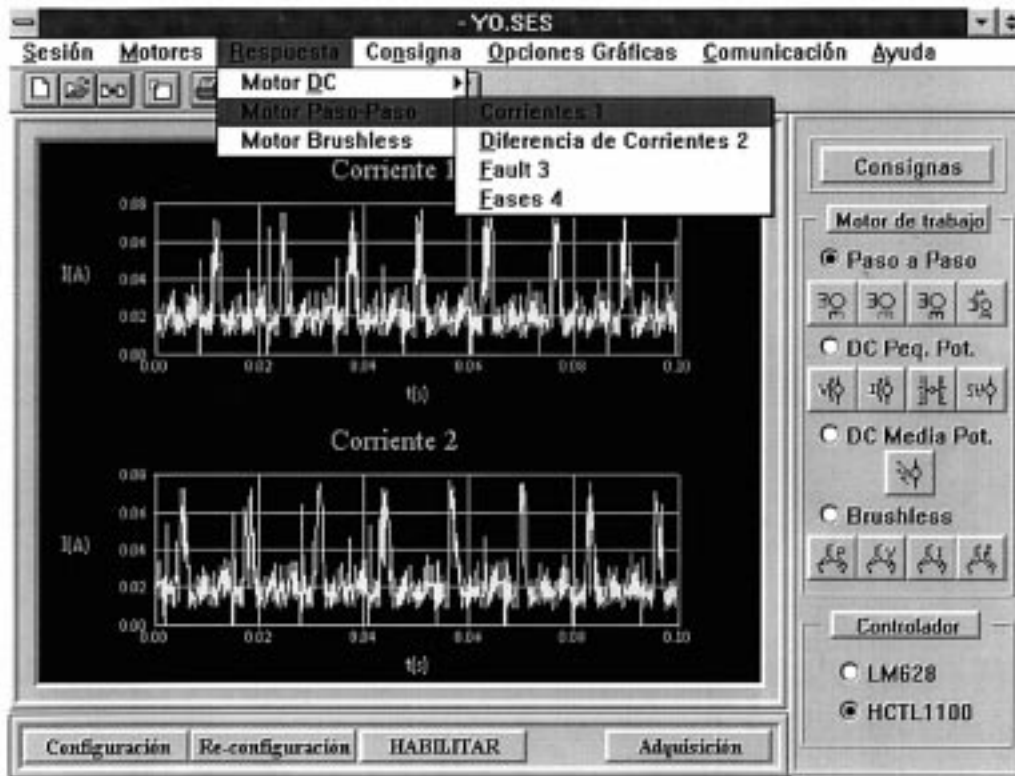 - YO.SES
Sesión Motores Respuesta Consigna Opciones Gráficas Comunicación Ayuda
Motor DC
Motor Paso-Paso
Motor Brushless
Corrientes 1
Diferencia de Corrientes 2
Fault 3
Fases 4
Corriente 1
0.08
0.06
I(A)
0.04
0.02
0.00
0.00 0.02 0.04 0.06 0.08 0.10
t(s)
Corriente 2
0.08
0.06
I(A)
0.04
0.02
0.00
0.00 0.02 0.04 0.06 0.08 0.10
t(s)
Consignas
Motor de trabajo
Paso a Paso
DC Peq. Pot.
DC Media Pot.
Brushless
Controlador
LM628
HCTL1100
Configuración Re-configuración HABILITAR Adquisición